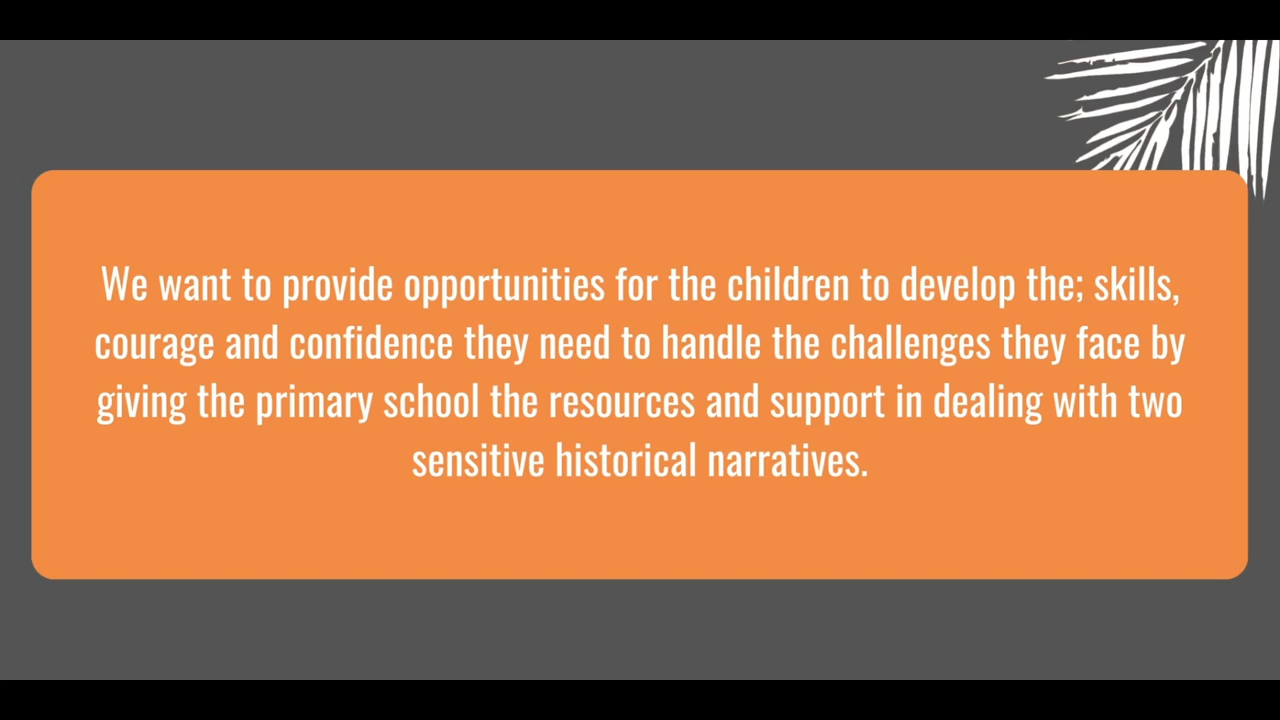 We want to provide opportunities for the children to develop the; skills,
courage and confidence they need to handle the challenges they face by
giving the primary school the resources and support in dealing with two
sensitive historical narratives.